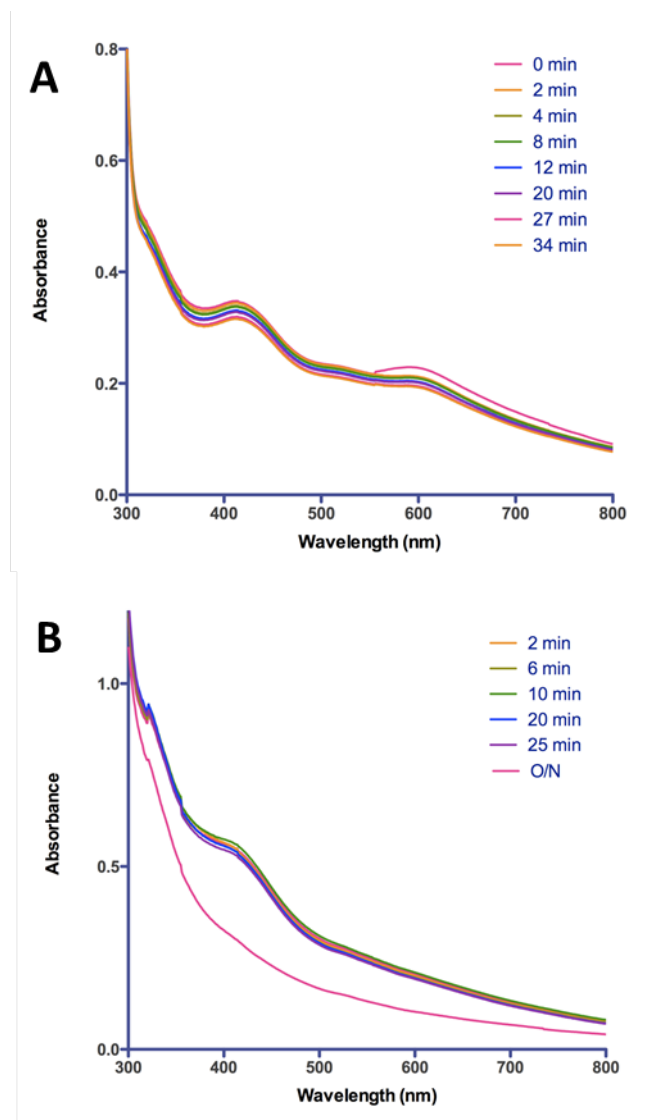 A
0.8
0.6
0.4
0.2
0.0
Absorbance
0 min
2 min
4 min
8 min
12 min
20 min
27 min
34 min
300 400 500 600 700 800
Wavelength (nm)
B
1.0
0.5
0.0
Absorbance
2 min
6 min
10 min
20 min
25 min
O/N
300 400 500 600 700 800
Wavelength (nm)